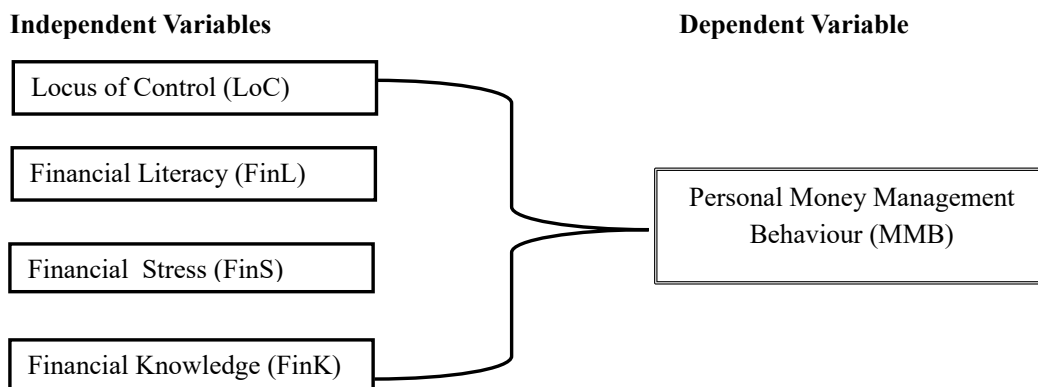 Independent Variables
Dependent Variable
Locus of Control (LoC)
Financial Literacy (FinL)
Financial  Stress (FinS)
Financial Knowledge (FinK)
Personal Money Management
Behaviour (MMB)